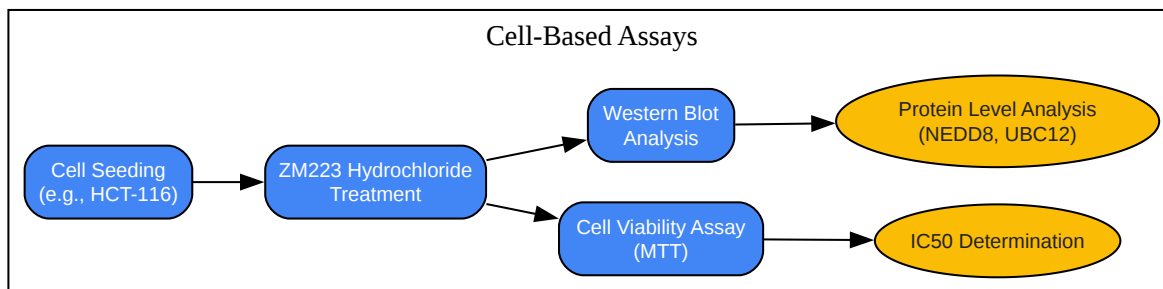 Cell-Based Assays
Cell Seeding
(e.g., HCT-116)
ZM223 Hydrochloride
Treatment
Western Blot
Analysis
Protein Level Analysis
(NEDD8, UBC12)
Cell Viability Assay
(MTT)
IC50 Determination